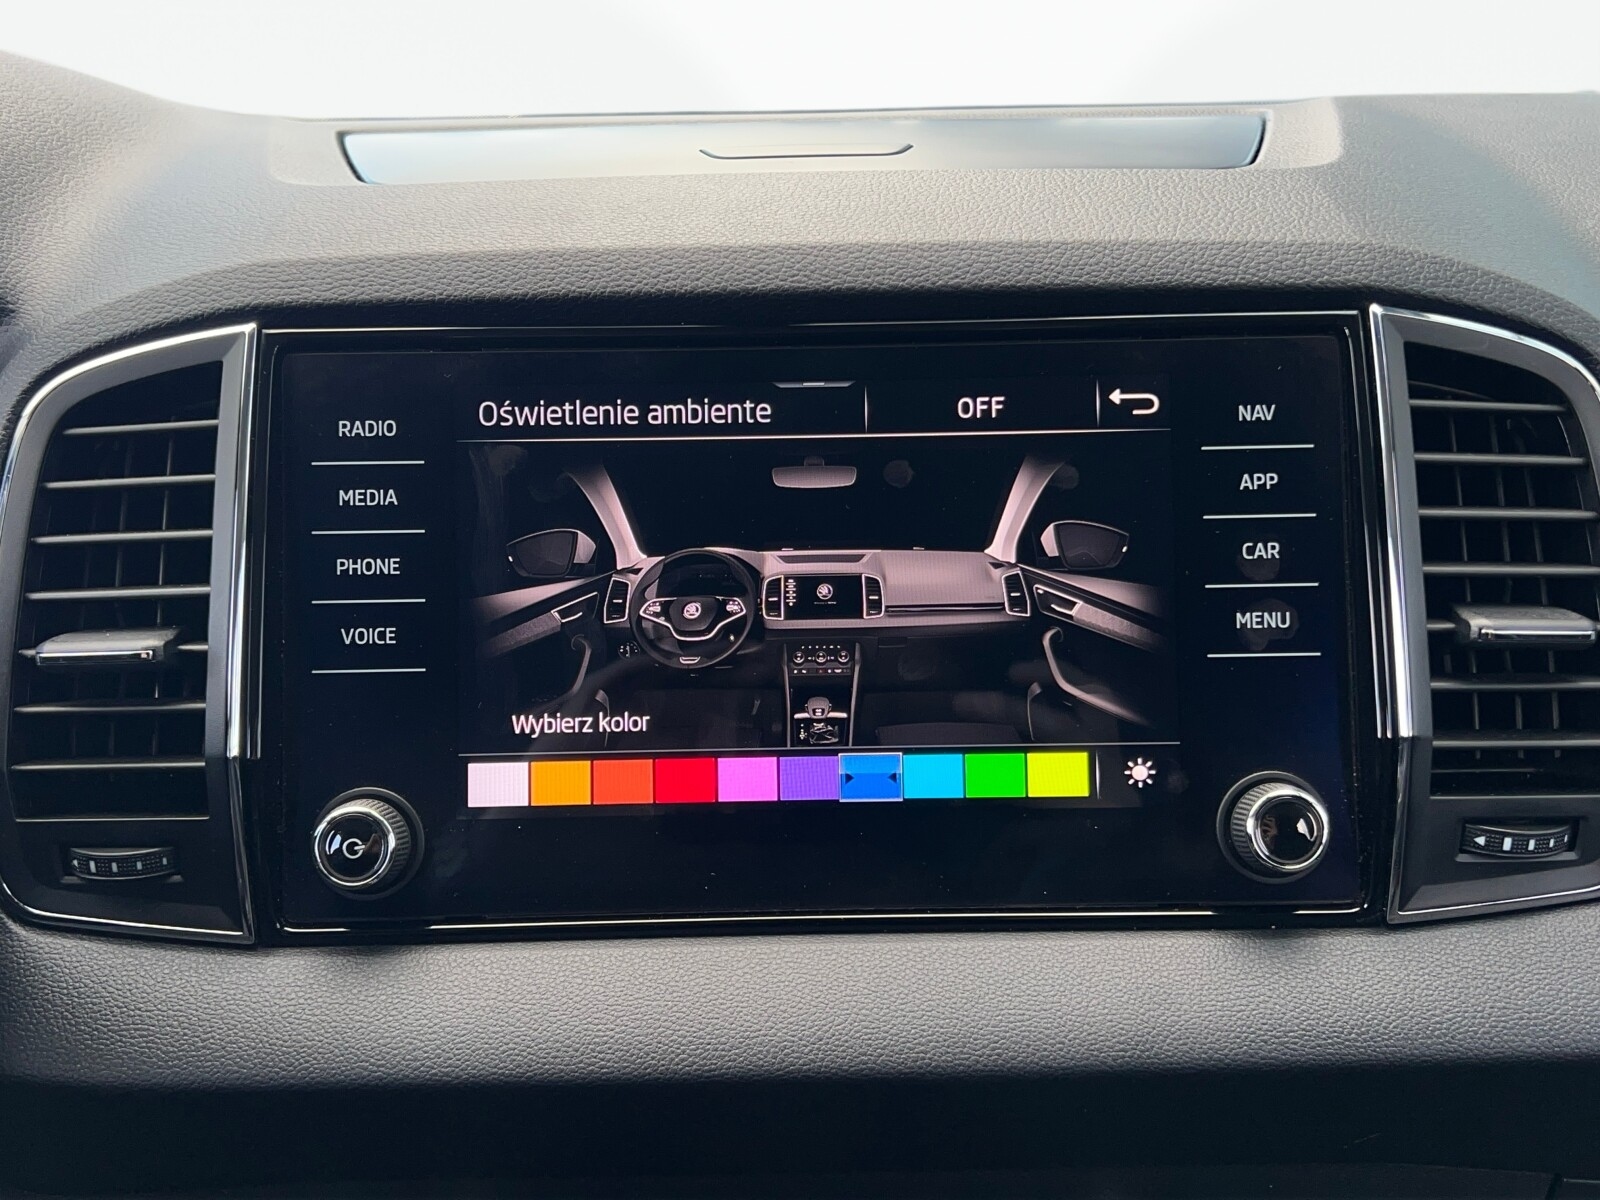 Oświetlenie ambiente
OFF
RADIO
MEDIA
PHONE
VOICE
NAV
APP
CAR
MENU
Wybierz kolor